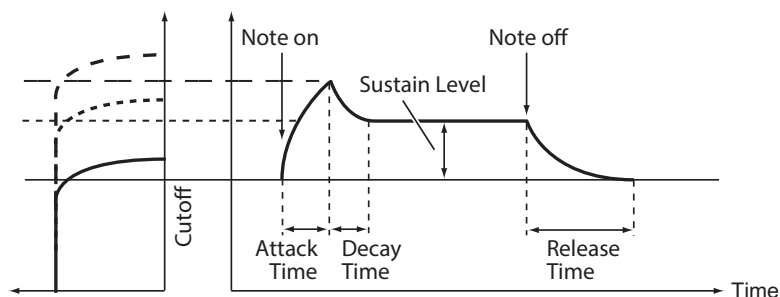 Note on
Note off
Sustain Level
Cutoff
Attack
Time
Decay
Time
Release
Time
Time